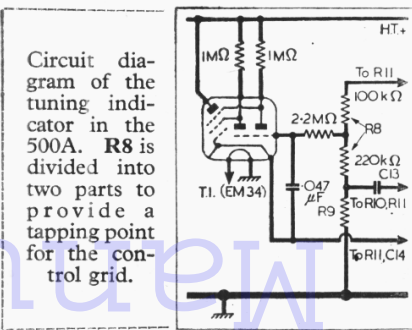 Circuit dia-
gram of the
tuning indi-
cator in the
500A. R8 is
divided into
two parts to
provide a
tapping point
for the con-
trol grid.
H.T.+
1MΩ 1MΩ
To R11
100kΩ
2·2MΩ
R8
220kΩ
C13
·047
μF
R9
To R10, R11
T.I. (EM34)
To R11, C14